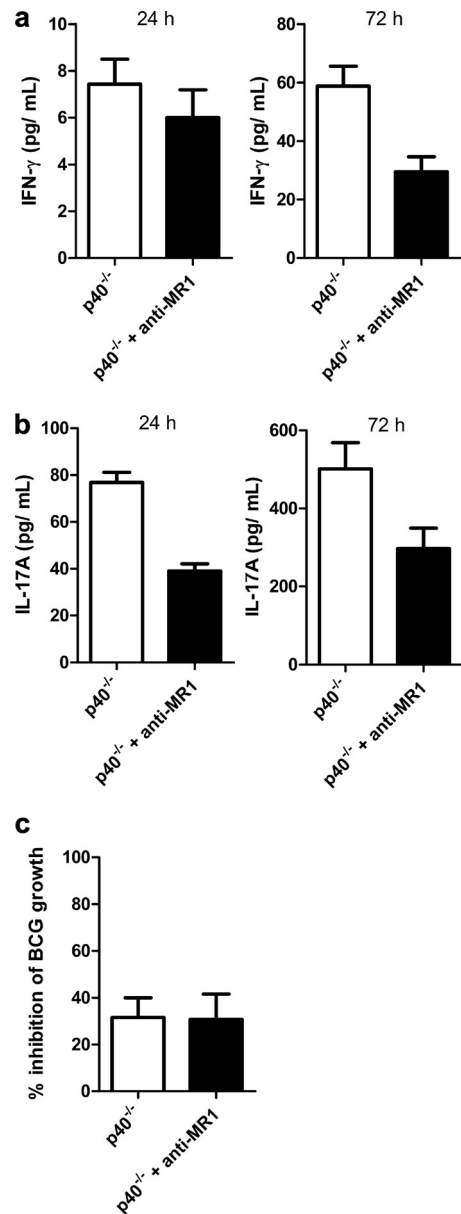 a
24 h
72 h
IFN-γ (pg/ mL)
10
8
6
4
2
0
p40-/-
p40-/- + anti-MR1
IFN-γ (pg/ mL)
80
60
40
20
0
p40-/-
p40-/- + anti-MR1
b
24 h
72 h
IL-17A (pg/ mL)
100
80
60
40
20
0
p40-/-
p40-/- + anti-MR1
IL-17A (pg/ mL)
600
400
200
0
p40-/-
p40-/- + anti-MR1
c
% inhibition of BCG growth
100
80
60
40
20
0
p40-/-
p40-/- + anti-MR1